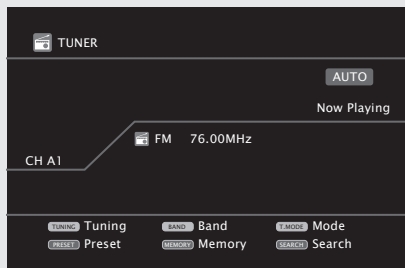 TUNER
AUTO
Now Playing
FM 76.00MHz
CH A1
TUNING Tuning BAND Band T.MODE Mode
PRESET Preset MEMORY Memory SEARCH Search